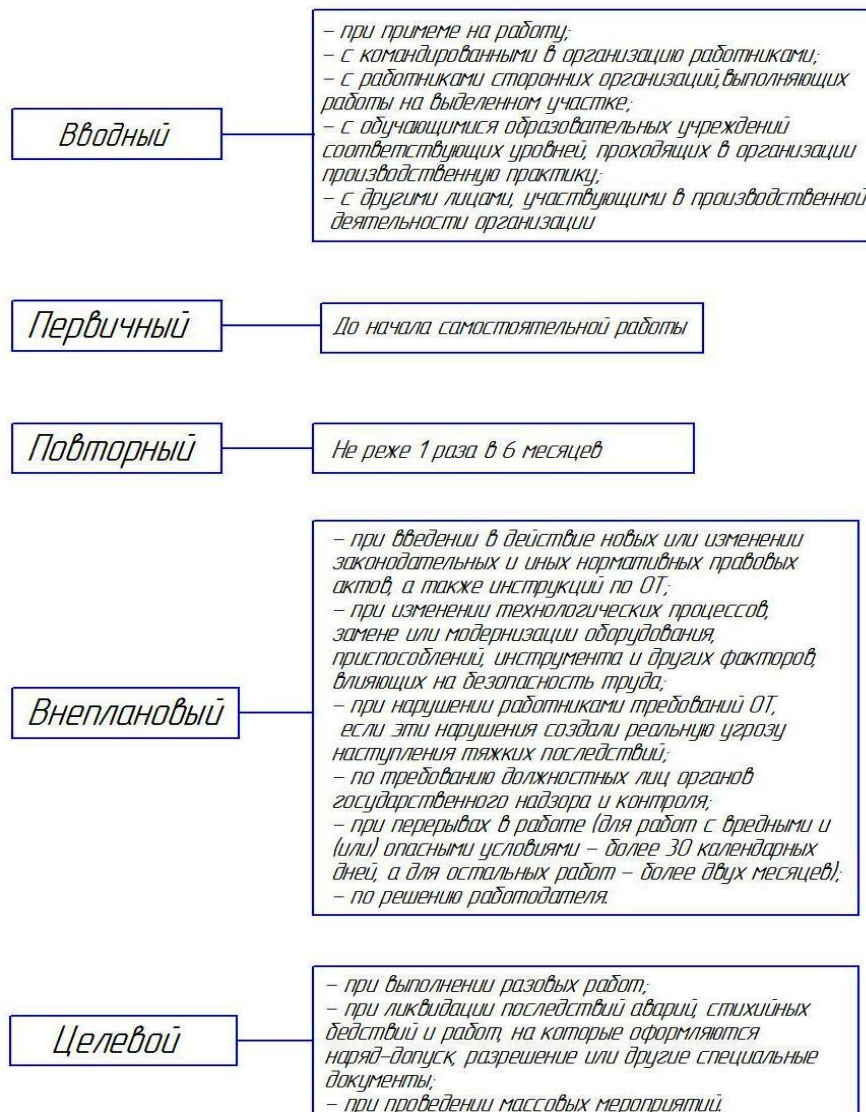 Вводный
– при примеме на работу;
– с командированными в организацию работниками;
– с работниками сторонних организаций, выполняющих
работы на выделенном участке;
– с обучающимися образовательных учреждений
соответствующих уровней, проходящих в организации
производственную практику;
– с другими лицами, участвующими в производственной
деятельности организации
Первичный
До начала самостоятельной работы
Повторный
Не реже 1 раза в 6 месяцев
Внеплановый
– при введении в действие новых или изменении
законодательных и иных нормативных правовых
актов, а также инструкций по ОТ;
– при изменении технологических процессов,
замене или модернизации оборудования,
приспособлений, инструмента и других факторов,
влияющих на безопасность труда;
– при нарушении работниками требований ОТ,
если эти нарушения создали реальную угрозу
наступления тяжких последствий;
– по требованию должностных лиц органов
государственного надзора и контроля;
– при перерывах в работе (для работ с вредными и
(или) опасными условиями – более 30 календарных
дней, а для остальных работ – более двух месяцев);
– по решению работодателя.
Целевой
– при выполнении разовых работ;
– при ликвидации последствий аварий, стихийных
бедствий и работ, на которые оформляются
наряд-допуск, разрешение или другие специальные
документы;
– при проведении массовых мероприятий.